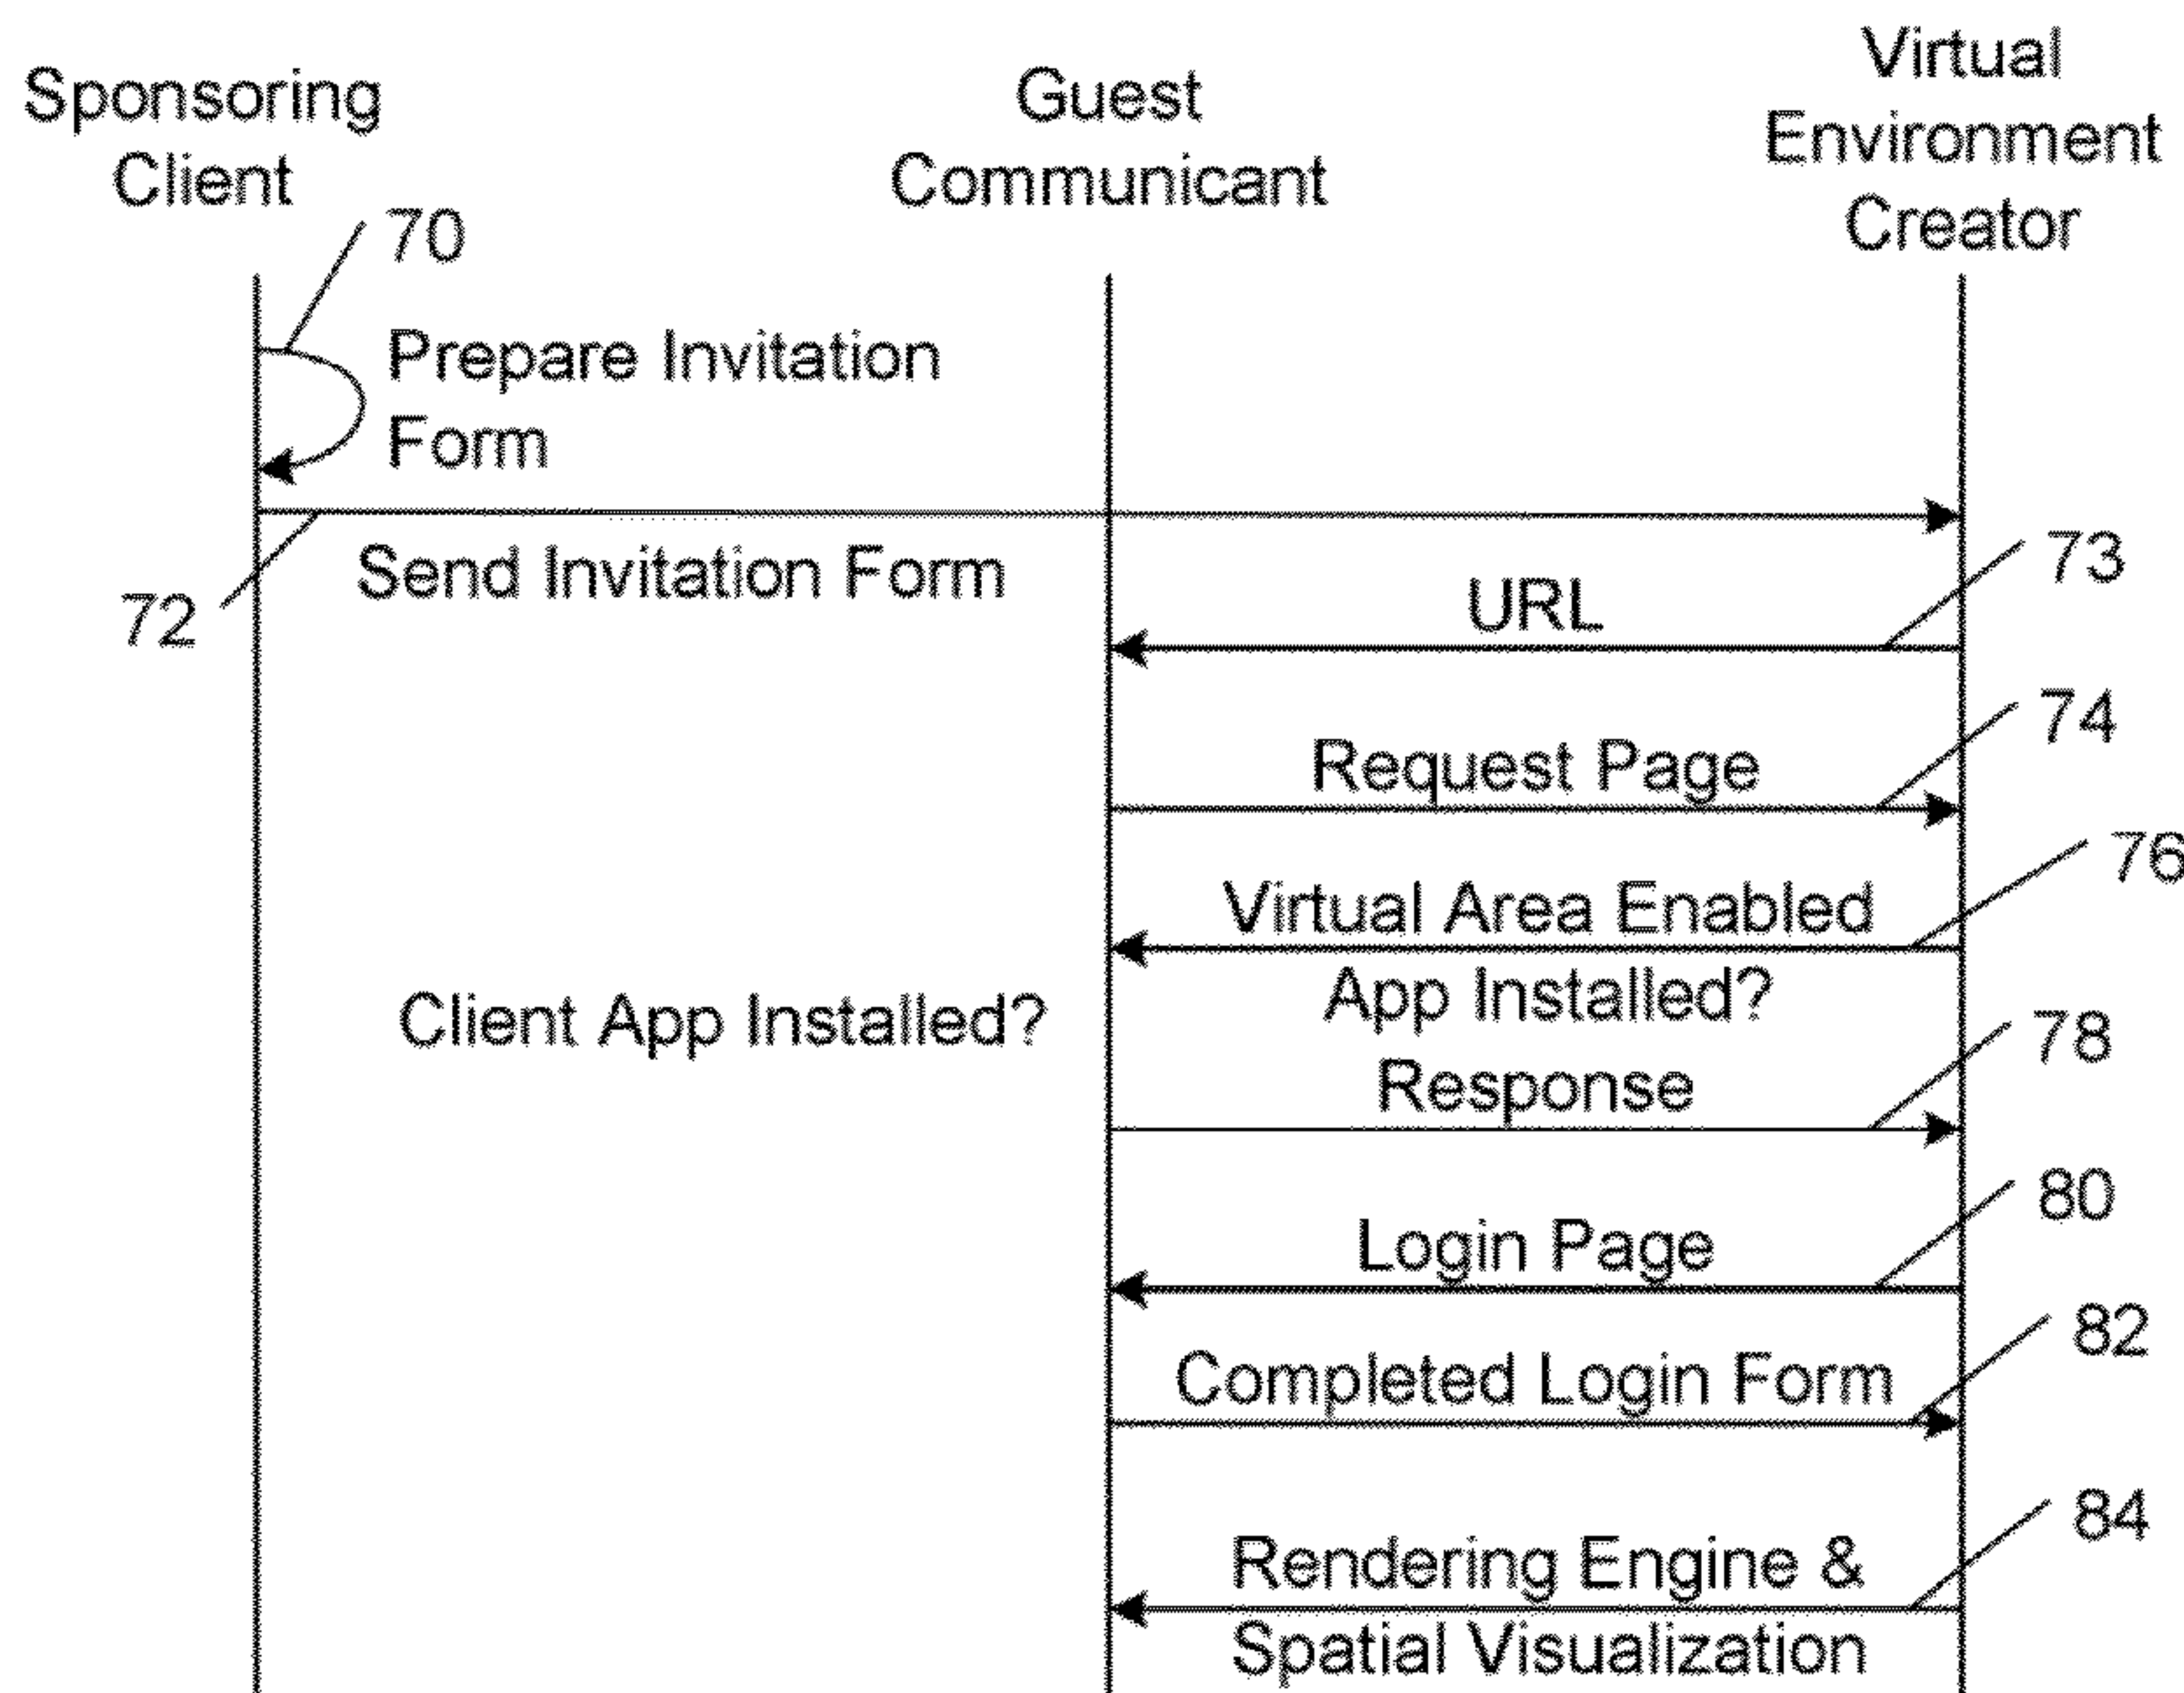 Sponsoring
Client
Guest
Communicant
Virtual
Environment
Creator
70
Prepare Invitation
Form
72
Send Invitation Form
73
URL
74
Request Page
76
Virtual Area Enabled
App Installed?
Client App Installed?
78
Response
80
Login Page
82
Completed Login Form
84
Rendering Engine &
Spatial Visualization